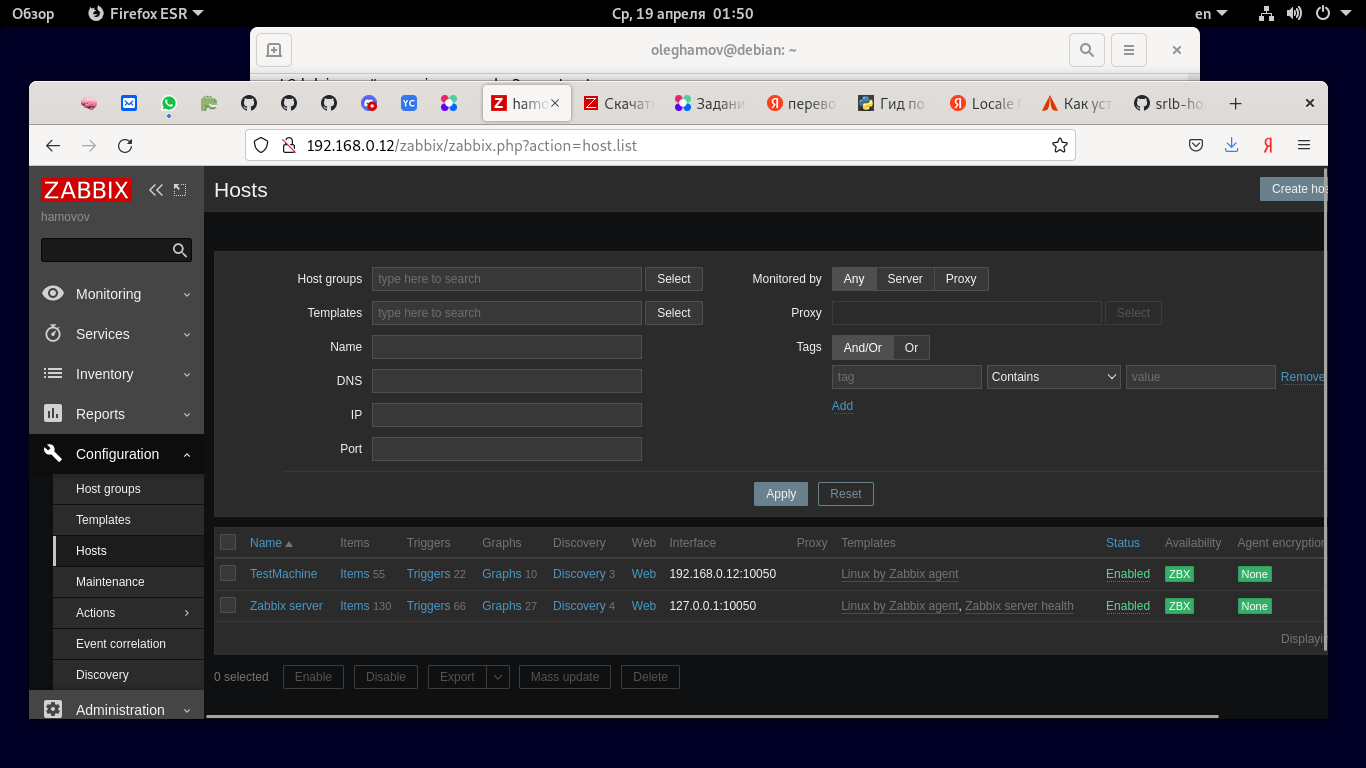 Обзор Firefox ESR Ср, 19 апреля 01:50 en
oleghamov@debian: ~
YC Z hamo Z Скачать Я Задани Я перево Гид по Я Locale Как уст srlb-ho
192.168.0.12/zabbix/zabbix.php?action=host.list Я
ZABBIX
hamovov
Monitoring
Services
Inventory
Reports
Configuration
Host groups
Templates
Hosts
Maintenance
Actions
Event correlation
Discovery
Administration
Hosts Create ho
Host groups type here to search Select Monitored by Any Server Proxy
Templates type here to search Select Proxy Select
Name Tags And/Or Or
DNS tag Contains value Remove
IP Add
Port
Apply Reset
Name Items Triggers Graphs Discovery Web Interface Proxy Templates Status Availability Agent encryption
TestMachine Items 55 Triggers 22 Graphs 10 Discovery 3 Web 192.168.0.12:10050 Linux by Zabbix agent Enabled ZBX None
Zabbix server Items 130 Triggers 66 Graphs 27 Discovery 4 Web 127.0.0.1:10050 Linux by Zabbix agent, Zabbix server health Enabled ZBX None
Displayi
0 selected Enable Disable Export Mass update Delete